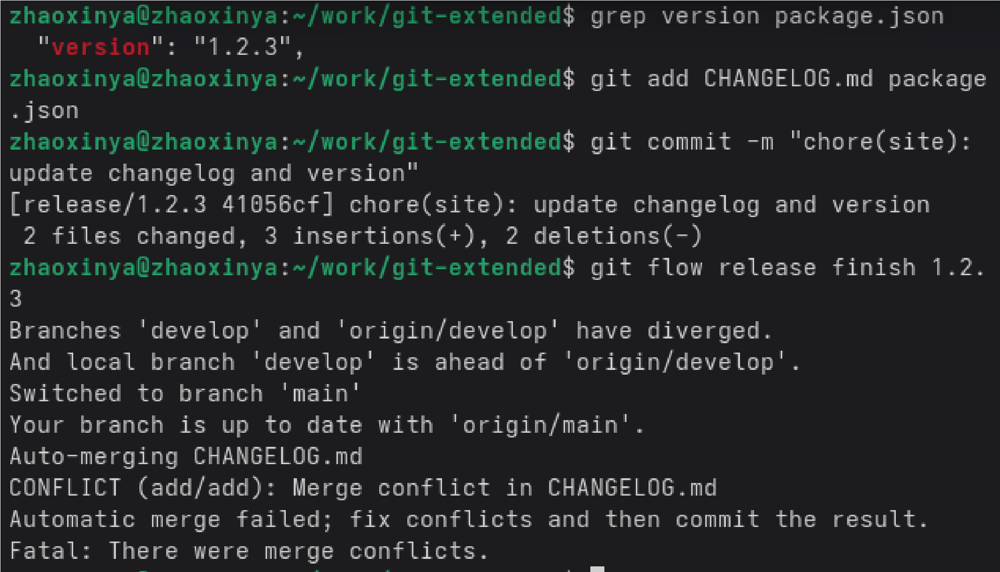 zhaoxinya@zhaoxinya:~/work/git-extended$ grep version package.json
  "version": "1.2.3",
zhaoxinya@zhaoxinya:~/work/git-extended$ git add CHANGELOG.md package
.json
zhaoxinya@zhaoxinya:~/work/git-extended$ git commit -m "chore(site):
update changelog and version"
[release/1.2.3 41056cf] chore(site): update changelog and version
 2 files changed, 3 insertions(+), 2 deletions(-)
zhaoxinya@zhaoxinya:~/work/git-extended$ git flow release finish 1.2.
3
Branches 'develop' and 'origin/develop' have diverged.
And local branch 'develop' is ahead of 'origin/develop'.
Switched to branch 'main'
Your branch is up to date with 'origin/main'.
Auto-merging CHANGELOG.md
CONFLICT (add/add): Merge conflict in CHANGELOG.md
Automatic merge failed; fix conflicts and then commit the result.
Fatal: There were merge conflicts.